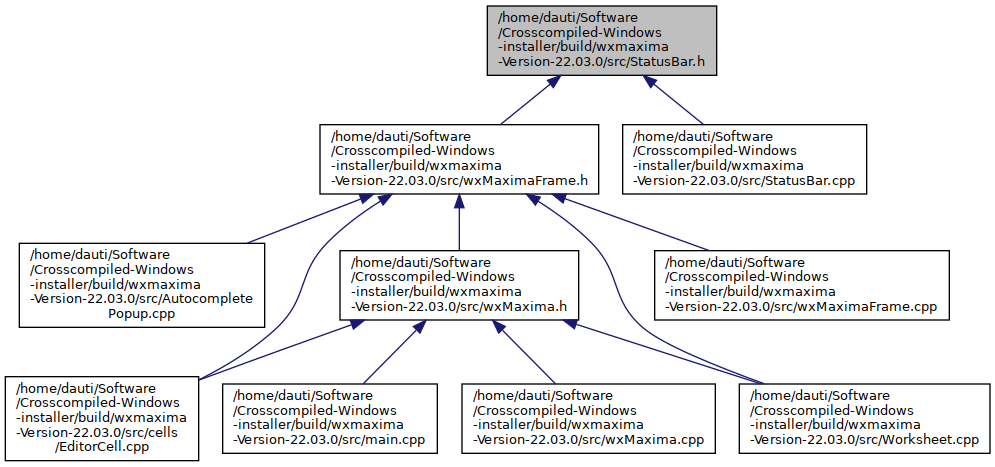 /home/dauti/Software
/Crosscompiled-Windows
-installer/build/wxmaxima
-Version-22.03.0/src/StatusBar.h
/home/dauti/Software
/Crosscompiled-Windows
-installer/build/wxmaxima
-Version-22.03.0/src/wxMaximaFrame.h
/home/dauti/Software
/Crosscompiled-Windows
-installer/build/wxmaxima
-Version-22.03.0/src/StatusBar.cpp
/home/dauti/Software
/Crosscompiled-Windows
-installer/build/wxmaxima
-Version-22.03.0/src/Autocomplete
Popup.cpp
/home/dauti/Software
/Crosscompiled-Windows
-installer/build/wxmaxima
-Version-22.03.0/src/wxMaxima.h
/home/dauti/Software
/Crosscompiled-Windows
-installer/build/wxmaxima
-Version-22.03.0/src/wxMaximaFrame.cpp
/home/dauti/Software
/Crosscompiled-Windows
-installer/build/wxmaxima
-Version-22.03.0/src/cells
/EditorCell.cpp
/home/dauti/Software
/Crosscompiled-Windows
-installer/build/wxmaxima
-Version-22.03.0/src/main.cpp
/home/dauti/Software
/Crosscompiled-Windows
-installer/build/wxmaxima
-Version-22.03.0/src/wxMaxima.cpp
/home/dauti/Software
/Crosscompiled-Windows
-installer/build/wxmaxima
-Version-22.03.0/src/Worksheet.cpp